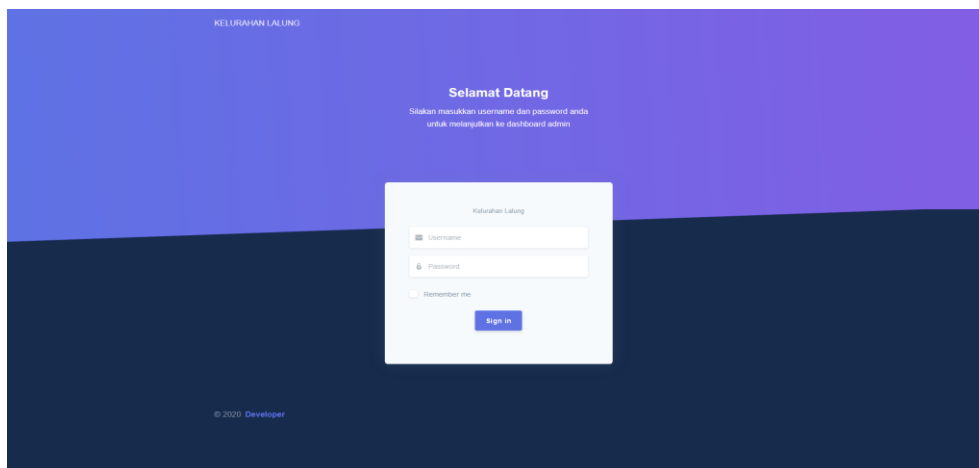 KELURAHAN LALUNG
Selamat Datang
Silakan masukkan username dan password anda
untuk melanjutkan ke dashboard admin
Kelurahan Lalung
Username
Password
Remember me
Sign in
© 2020 Developer